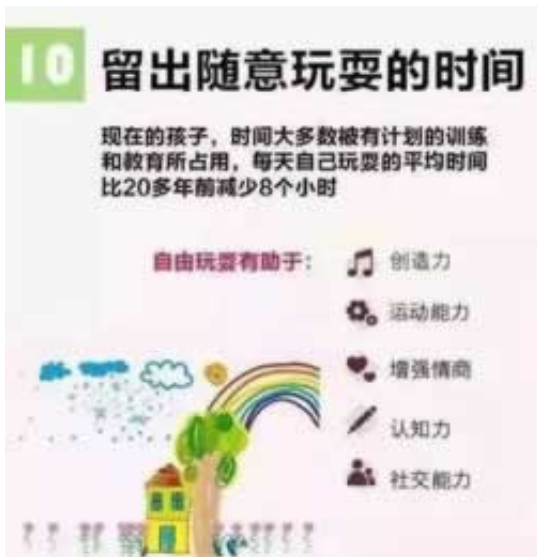 10
留出随意玩耍的时间
现在的孩子，时间大多数被有计划的训练
和教育所占用，每天自己玩耍的平均时间
比20多年前减少8个小时
自由玩耍有助于：
创造力
运动能力
增强情商
认知力
社交能力